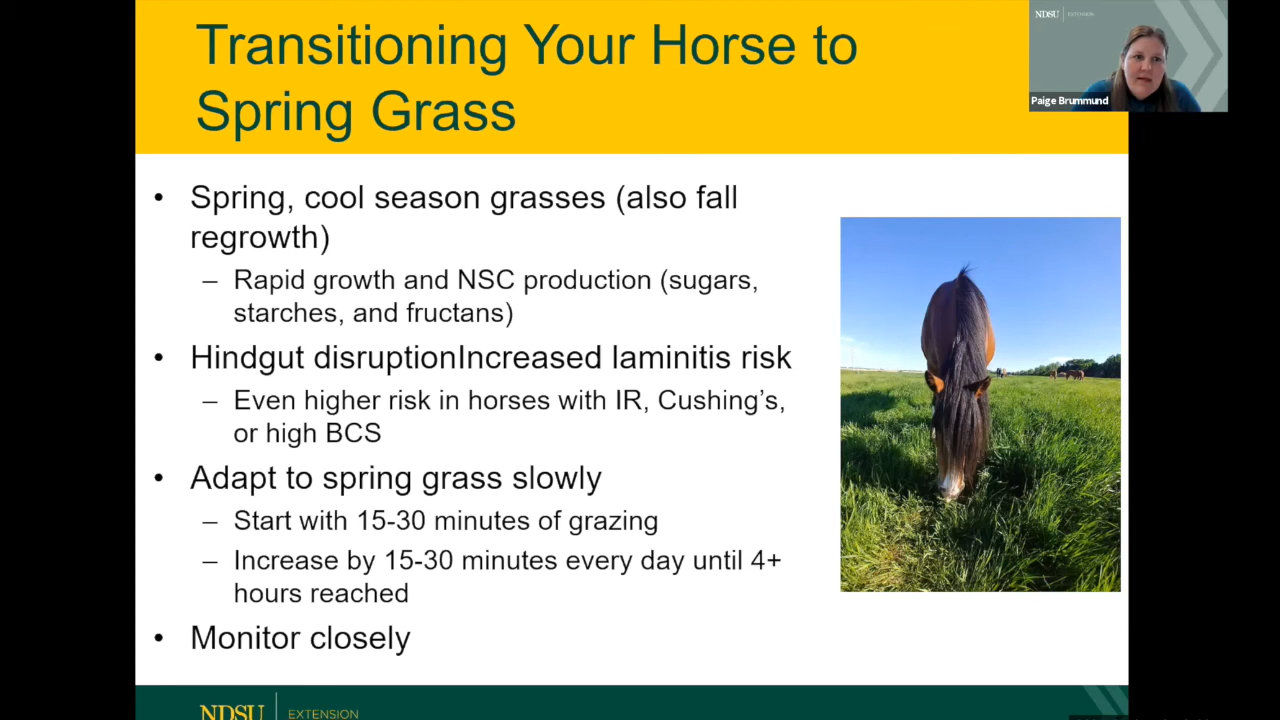 Transitioning Your Horse to
Spring Grass
NDSU EXTENSION
Paige Brummund
• Spring, cool season grasses (also fall
regrowth)
– Rapid growth and NSC production (sugars,
starches, and fructans)
• Hindgut disruptionIncreased laminitis risk
– Even higher risk in horses with IR, Cushing’s,
or high BCS
• Adapt to spring grass slowly
– Start with 15-30 minutes of grazing
– Increase by 15-30 minutes every day until 4+
hours reached
• Monitor closely
NDSU EXTENSION